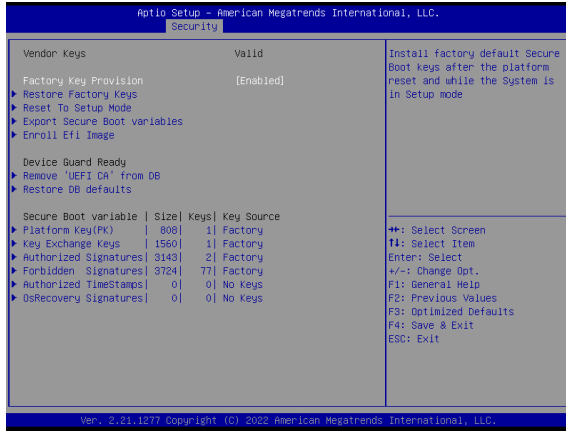 Aptio Setup – American Megatrends International, LLC.
Security
Vendor Keys Valid
Factory Key Provision [Enabled]
▶ Restore Factory Keys
▶ Reset To Setup Mode
▶ Export Secure Boot variables
▶ Enroll Efi Image
Device Guard Ready
▶ Remove 'UEFI CA' from DB
▶ Restore DB defaults
Secure Boot variable | Size| Keys| Key Source
▶ Platform Key(PK) | 808| 1| Factory
▶ Key Exchange Keys | 1560| 1| Factory
▶ Authorized Signatures| 3143| 2| Factory
▶ Forbidden Signatures| 3724| 77| Factory
▶ Authorized TimeStamps| 0| 0| No Keys
▶ OsRecovery Signatures| 0| 0| No Keys
Install factory default Secure
Boot keys after the platform
reset and while the System is
in Setup mode
→←: Select Screen
↑↓: Select Item
Enter: Select
+/-: Change Opt.
F1: General Help
F2: Previous Values
F3: Optimized Defaults
F4: Save & Exit
ESC: Exit
Ver. 2.21.1277 Copyright (C) 2022 American Megatrends International, LLC.